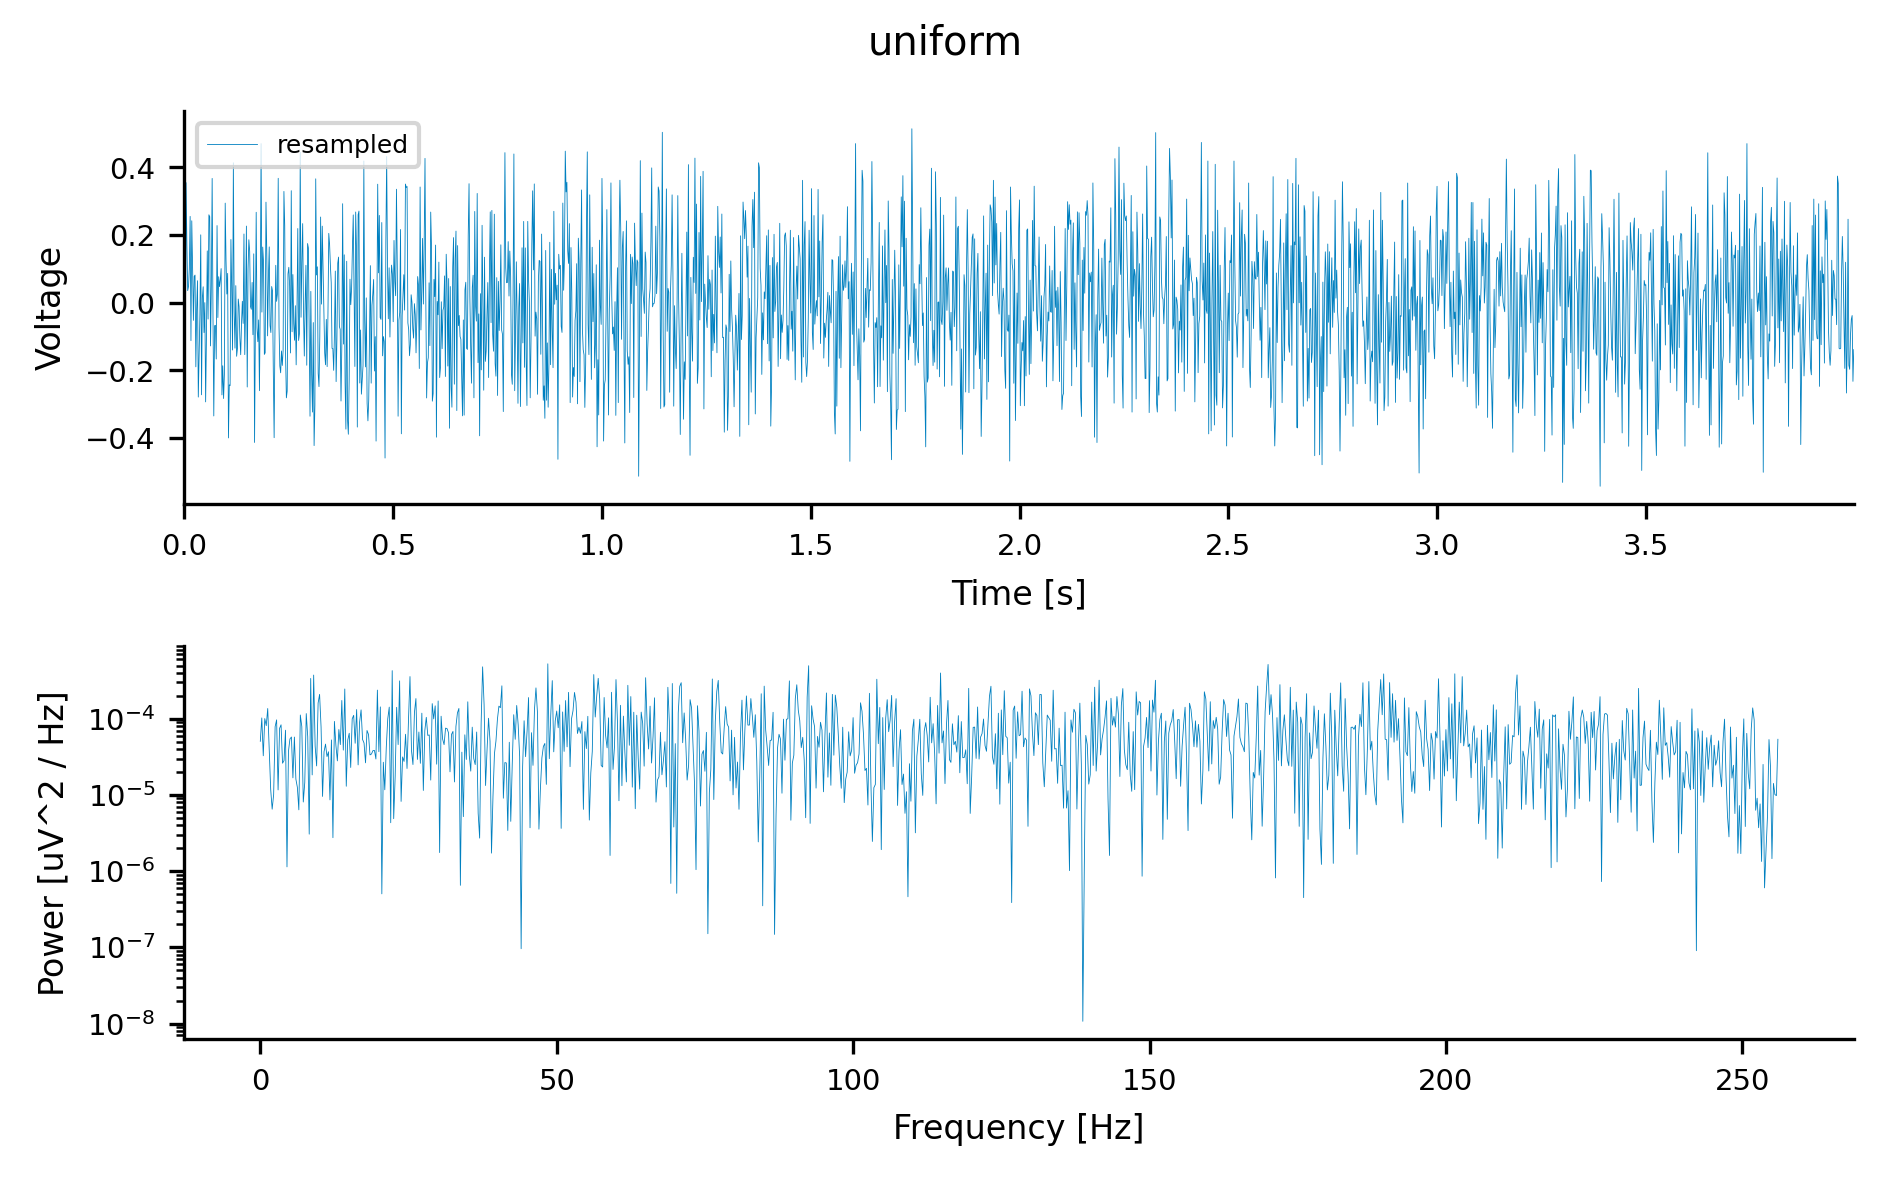 uniform
resampled
Voltage
0.4
0.2
0.0
−0.2
−0.4
0.0 0.5 1.0 1.5 2.0 2.5 3.0 3.5
Time [s]
Power [uV^2 / Hz]
10−4
10−5
10−6
10−7
10−8
0 50 100 150 200 250
Frequency [Hz]